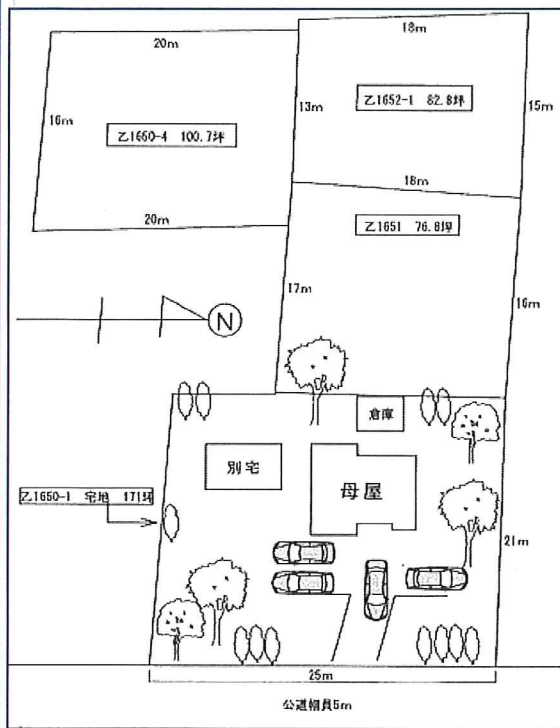 20m
18m
16m
乙1660-4 100.7坪
13m
乙1652-1 82.8坪
15m
18m
20m
乙1651 76.8坪
17m
16m
N
倉庫
別宅
母屋
乙1650-1 宅地 171坪
21m
25m
公道幅員5m